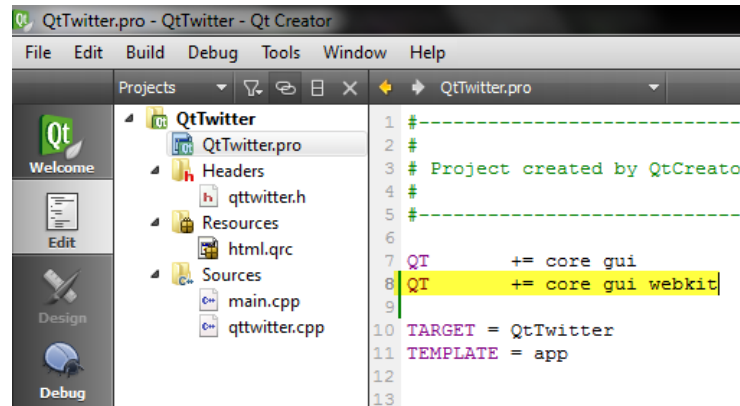 QtTwitter.pro - QtTwitter - Qt Creator
File Edit Build Debug Tools Window Help
Projects
QtTwitter.pro
Qt
Welcome
Edit
Design
Debug
QtTwitter
QtTwitter.pro
Headers
h qttwitter.h
Resources
html.qrc
Sources
C++ main.cpp
C++ qttwitter.cpp
1 #-----------------------------
2 #
3 # Project created by QtCreato
4 #
5 #-----------------------------
6
7 QT += core gui
8 QT += core gui webkit
9
10 TARGET = QtTwitter
11 TEMPLATE = app
12
13